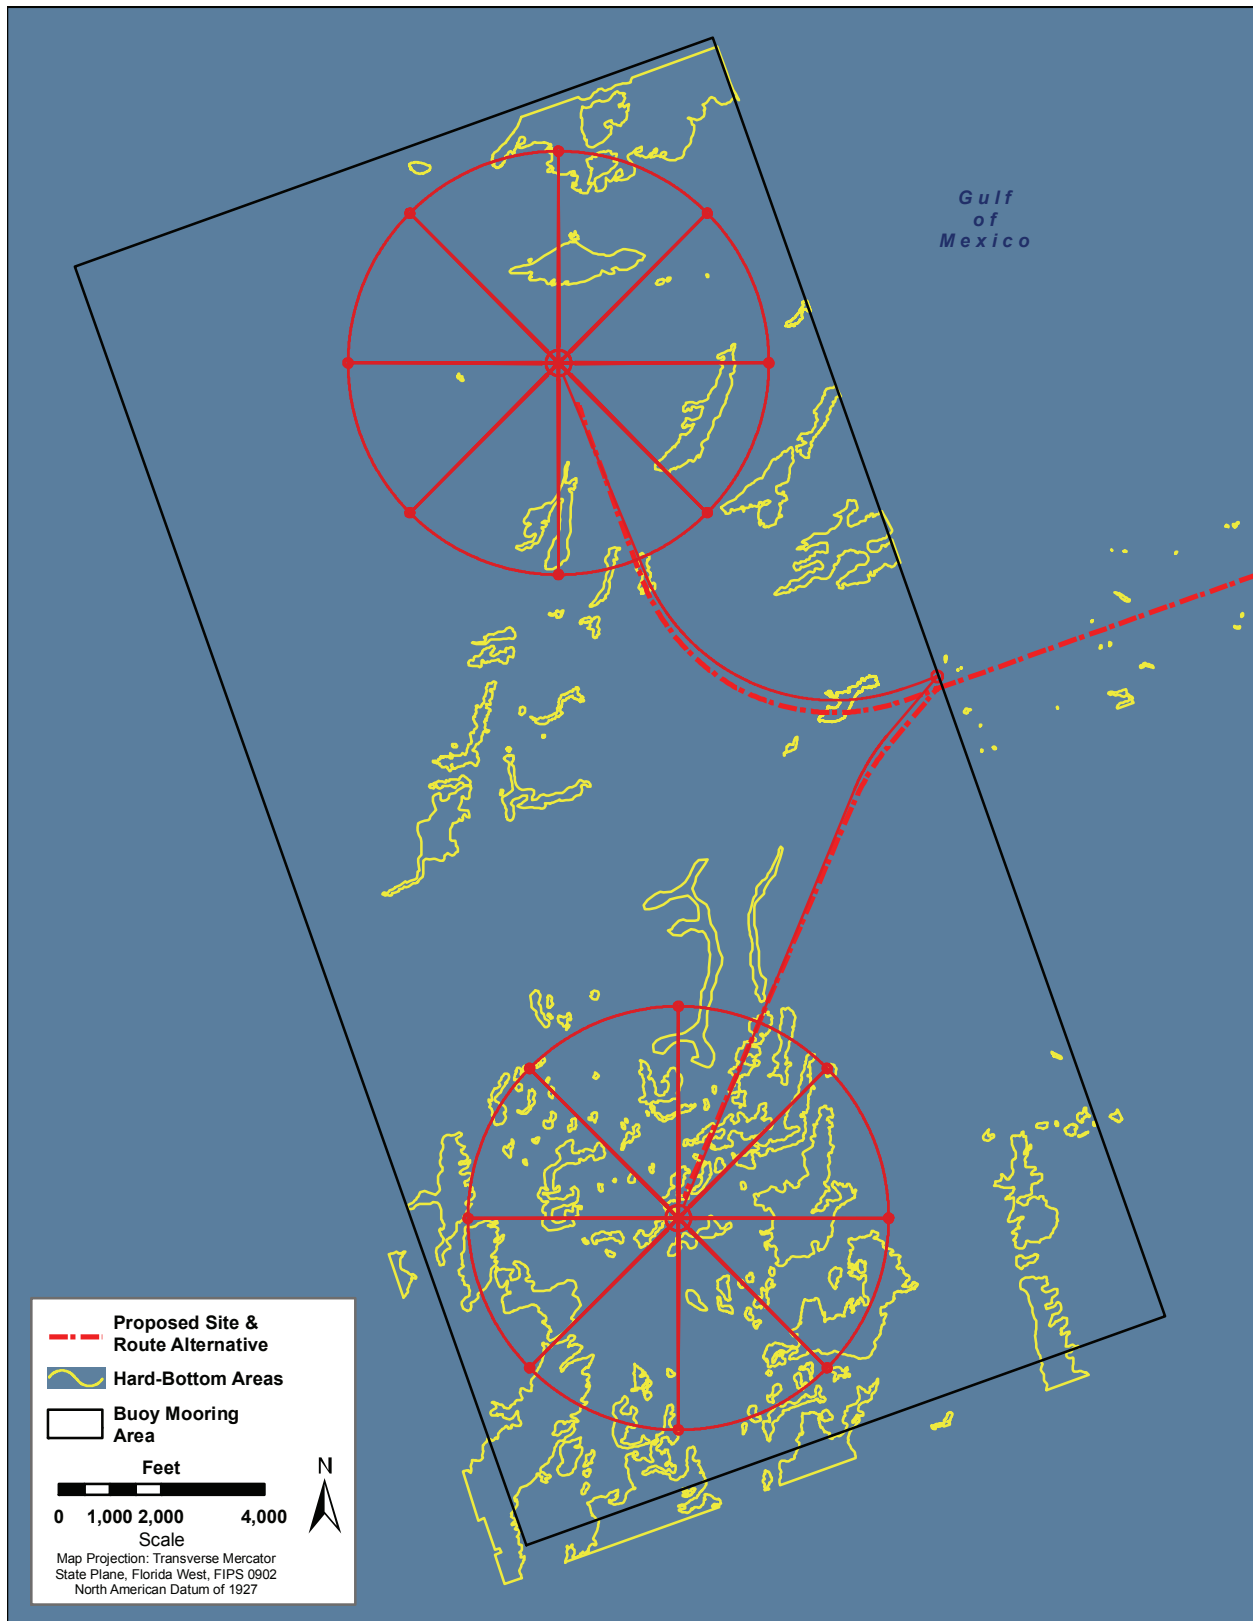 Gulf
of
Mexico
Proposed Site &
Route Alternative
Hard-Bottom Areas
Buoy Mooring
Area
Feet
N
0 1,000 2,000 4,000
Scale
Map Projection: Transverse Mercator
State Plane, Florida West, FIPS 0902
North American Datum of 1927